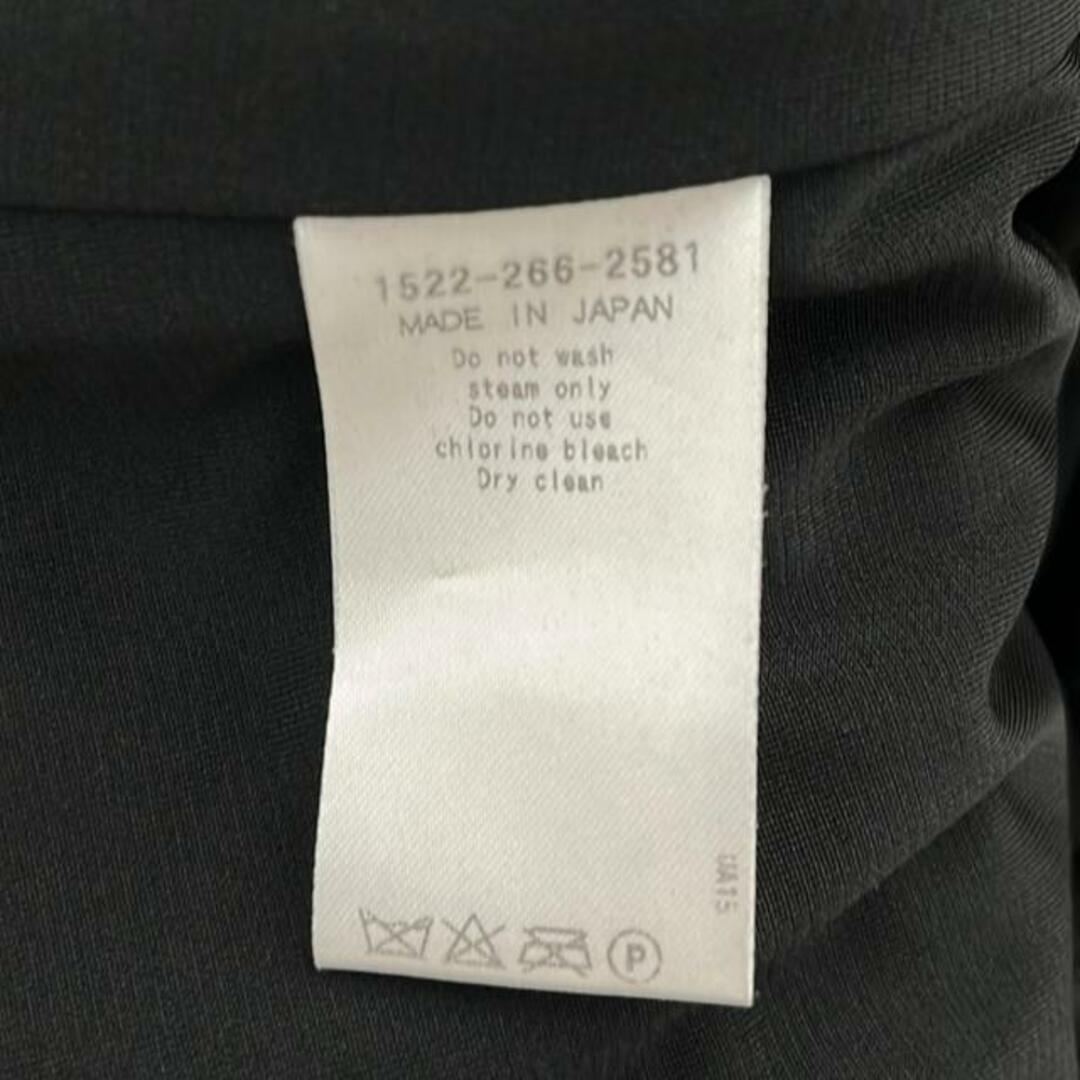 1522-266-2581
MADE IN JAPAN
Do not wash
steam only
Do not use
chlorine bleach
Dry clean
UA15
P